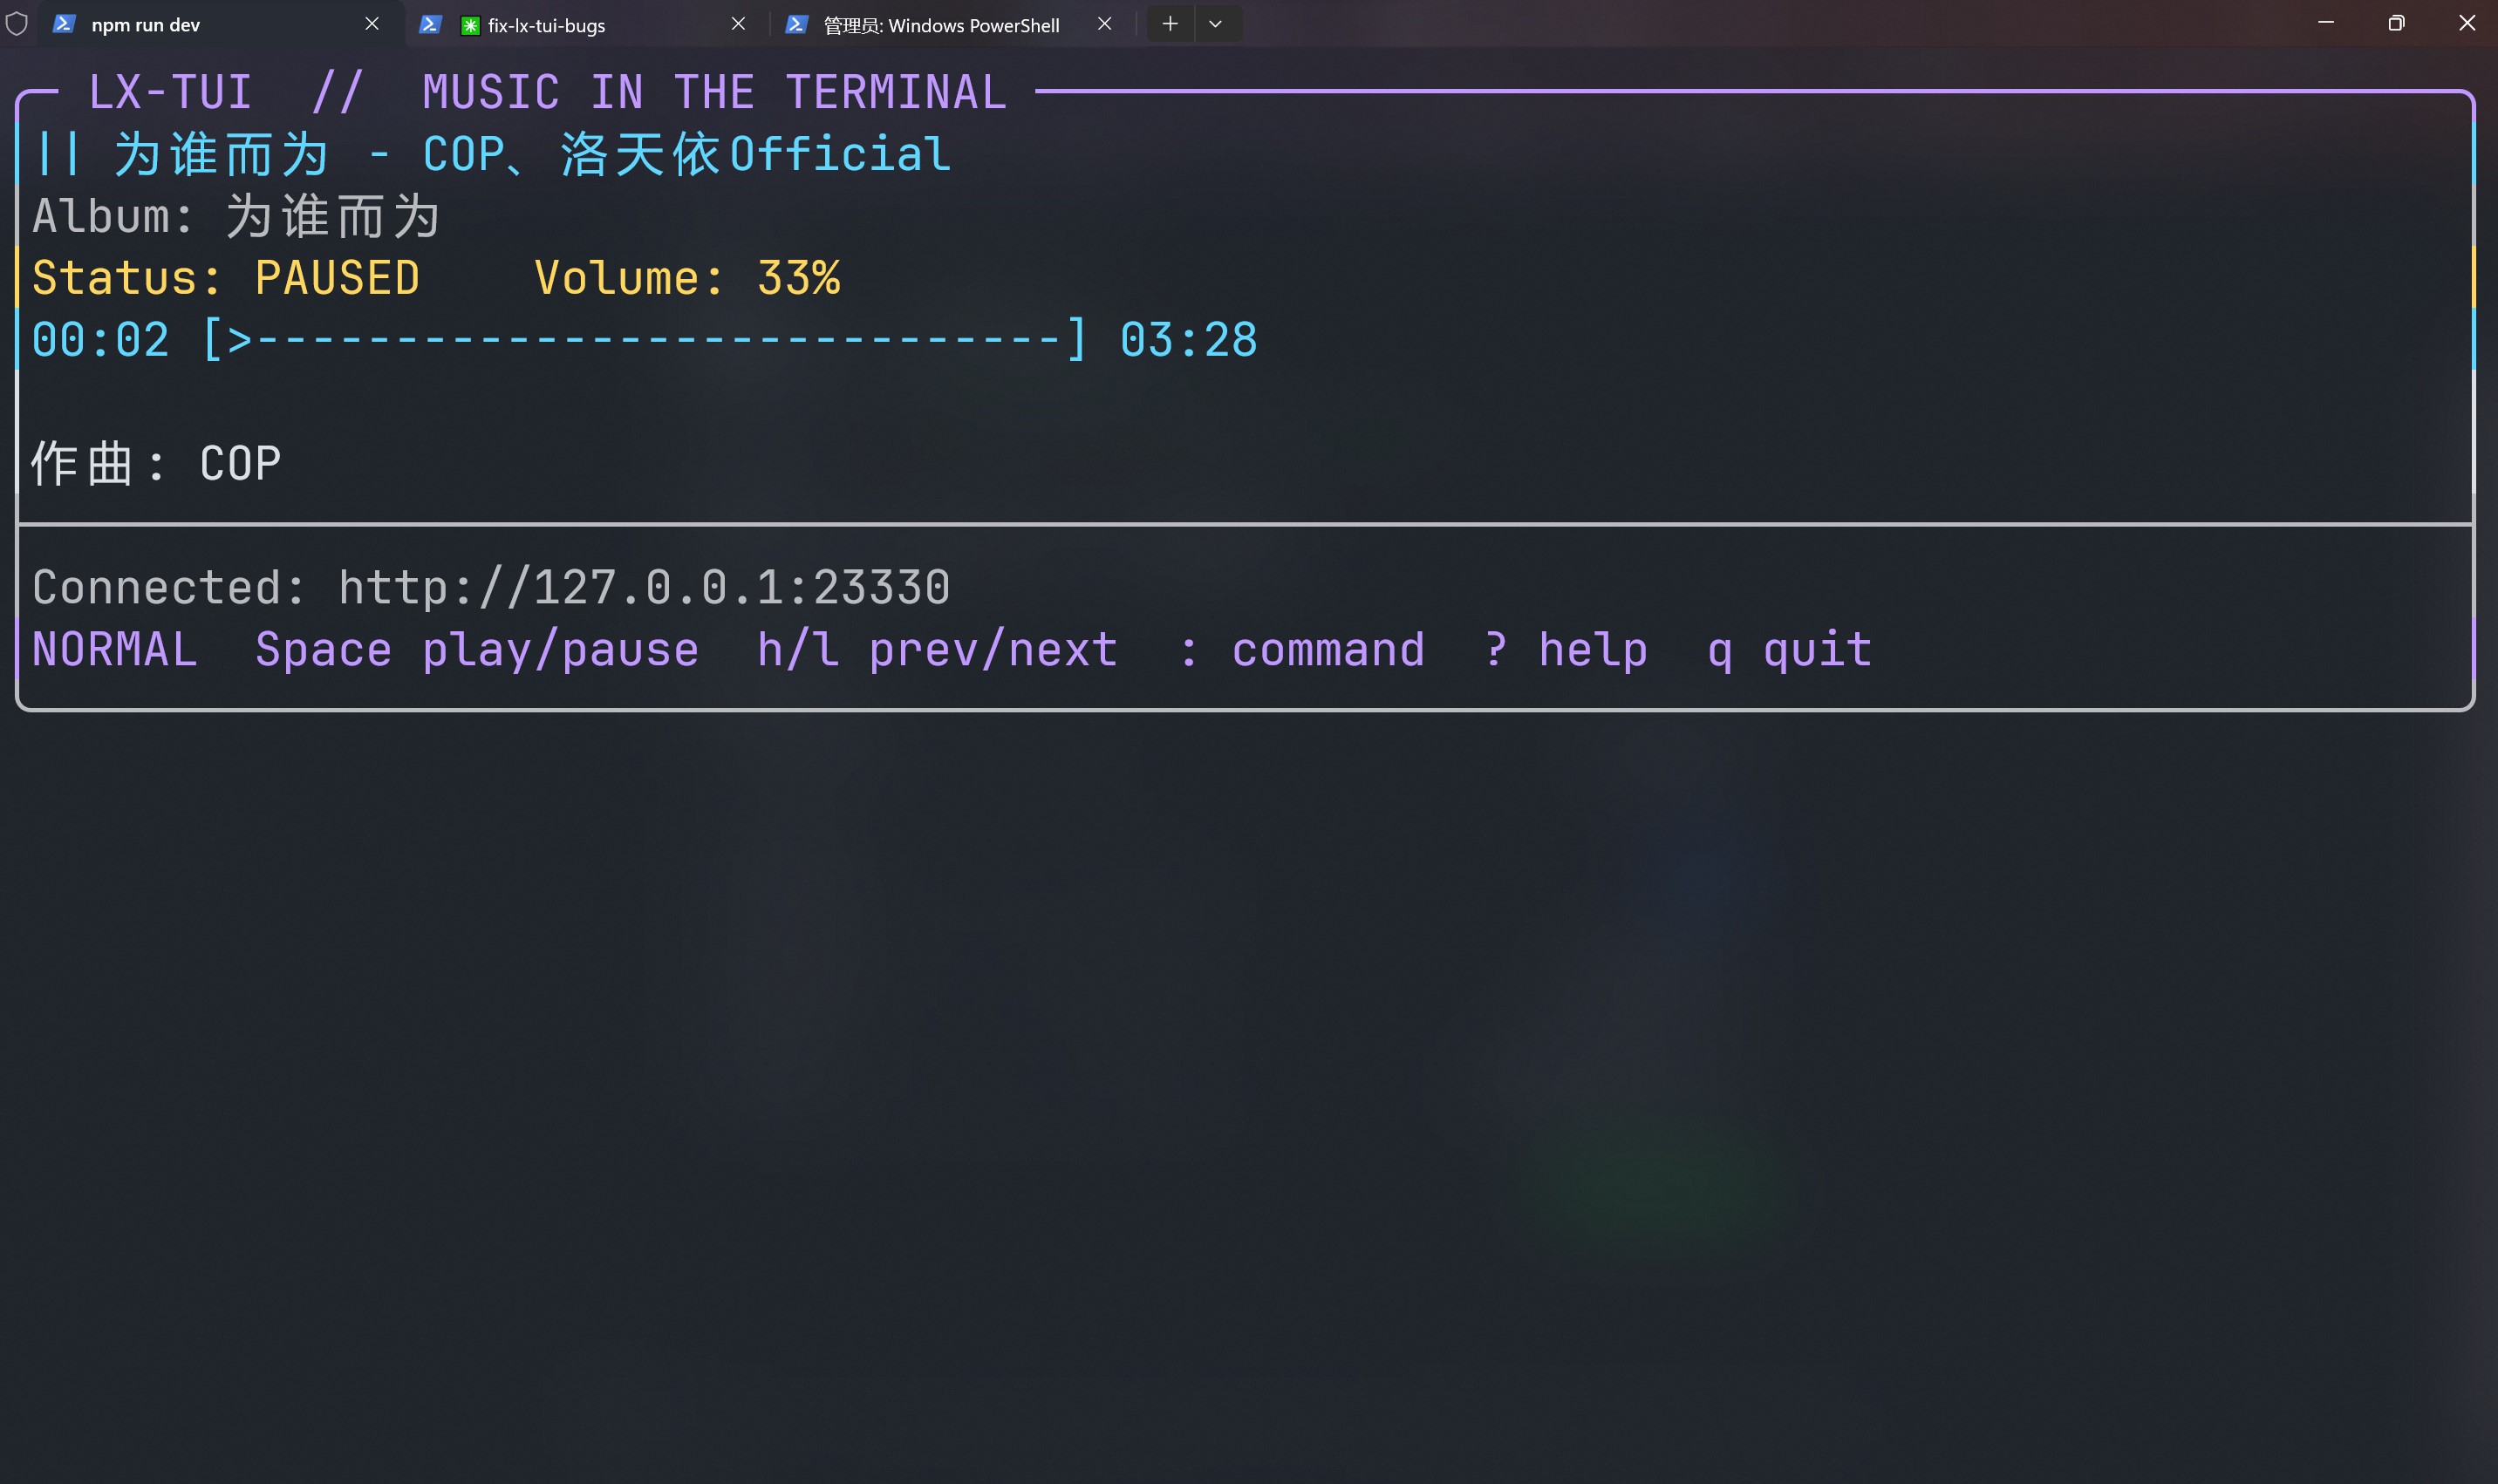 npm run dev
fix-lx-tui-bugs
管理员: Windows PowerShell
LX-TUI // MUSIC IN THE TERMINAL
|| 为谁而为 - COP、洛天依Official
Album: 为谁而为
Status: PAUSED Volume: 33%
00:02 [>-----------------------------] 03:28
作曲: COP
Connected: http://127.0.0.1:23330
NORMAL Space play/pause h/l prev/next : command ? help q quit